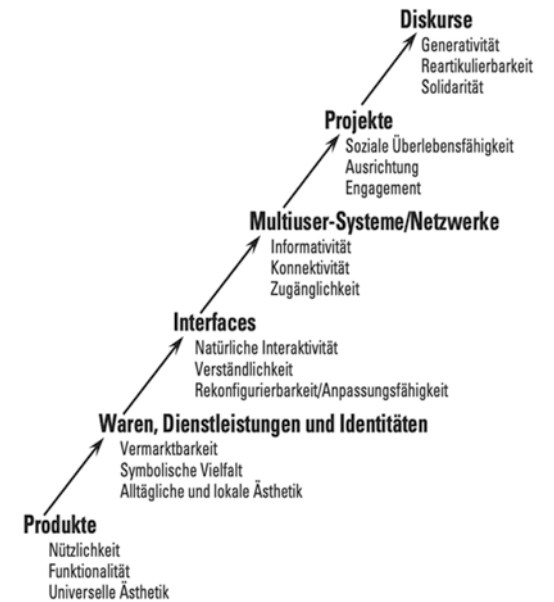 Diskurse
Generativität
Reartikulierbarkeit
Solidarität
Projekte
Soziale Überlebensfähigkeit
Ausrichtung
Engagement
Multiuser-Systeme/Netzwerke
Informativität
Konnektivität
Zugänglichkeit
Interfaces
Natürliche Interaktivität
Verständlichkeit
Rekonfigurierbarkeit/Anpassungsfähigkeit
Waren, Dienstleistungen und Identitäten
Vermarktbarkeit
Symbolische Vielfalt
Alltägliche und lokale Ästhetik
Produkte
Nützlichkeit
Funktionalität
Universelle Ästhetik